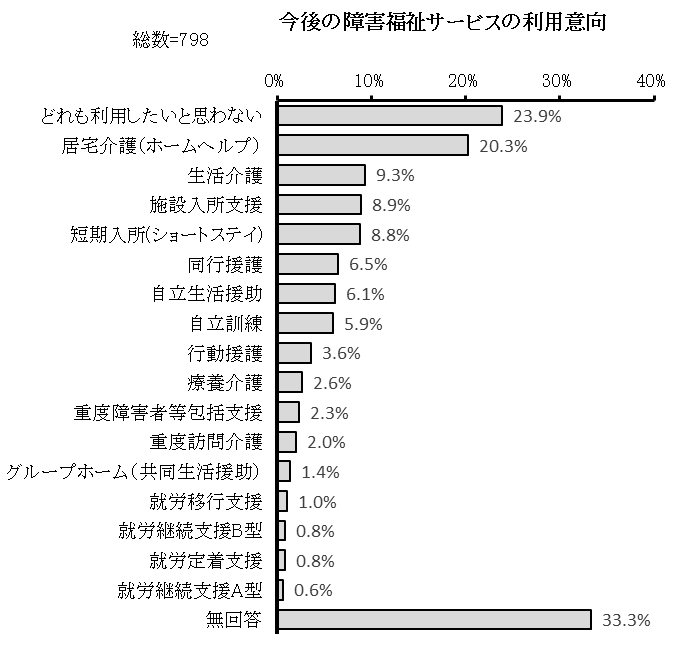 今後の障害福祉サービスの利用意向
総数=798
0% 10% 20% 30% 40%
どれも利用したいと思わない 23.9%
居宅介護(ホームヘルプ) 20.3%
生活介護 9.3%
施設入所支援 8.9%
短期入所(ショートステイ) 8.8%
同行援護 6.5%
自立生活援助 6.1%
自立訓練 5.9%
行動援護 3.6%
療養介護 2.6%
重度障害者等包括支援 2.3%
重度訪問介護 2.0%
グループホーム(共同生活援助) 1.4%
就労移行支援 1.0%
就労継続支援B型 0.8%
就労定着支援 0.8%
就労継続支援A型 0.6%
無回答 33.3%